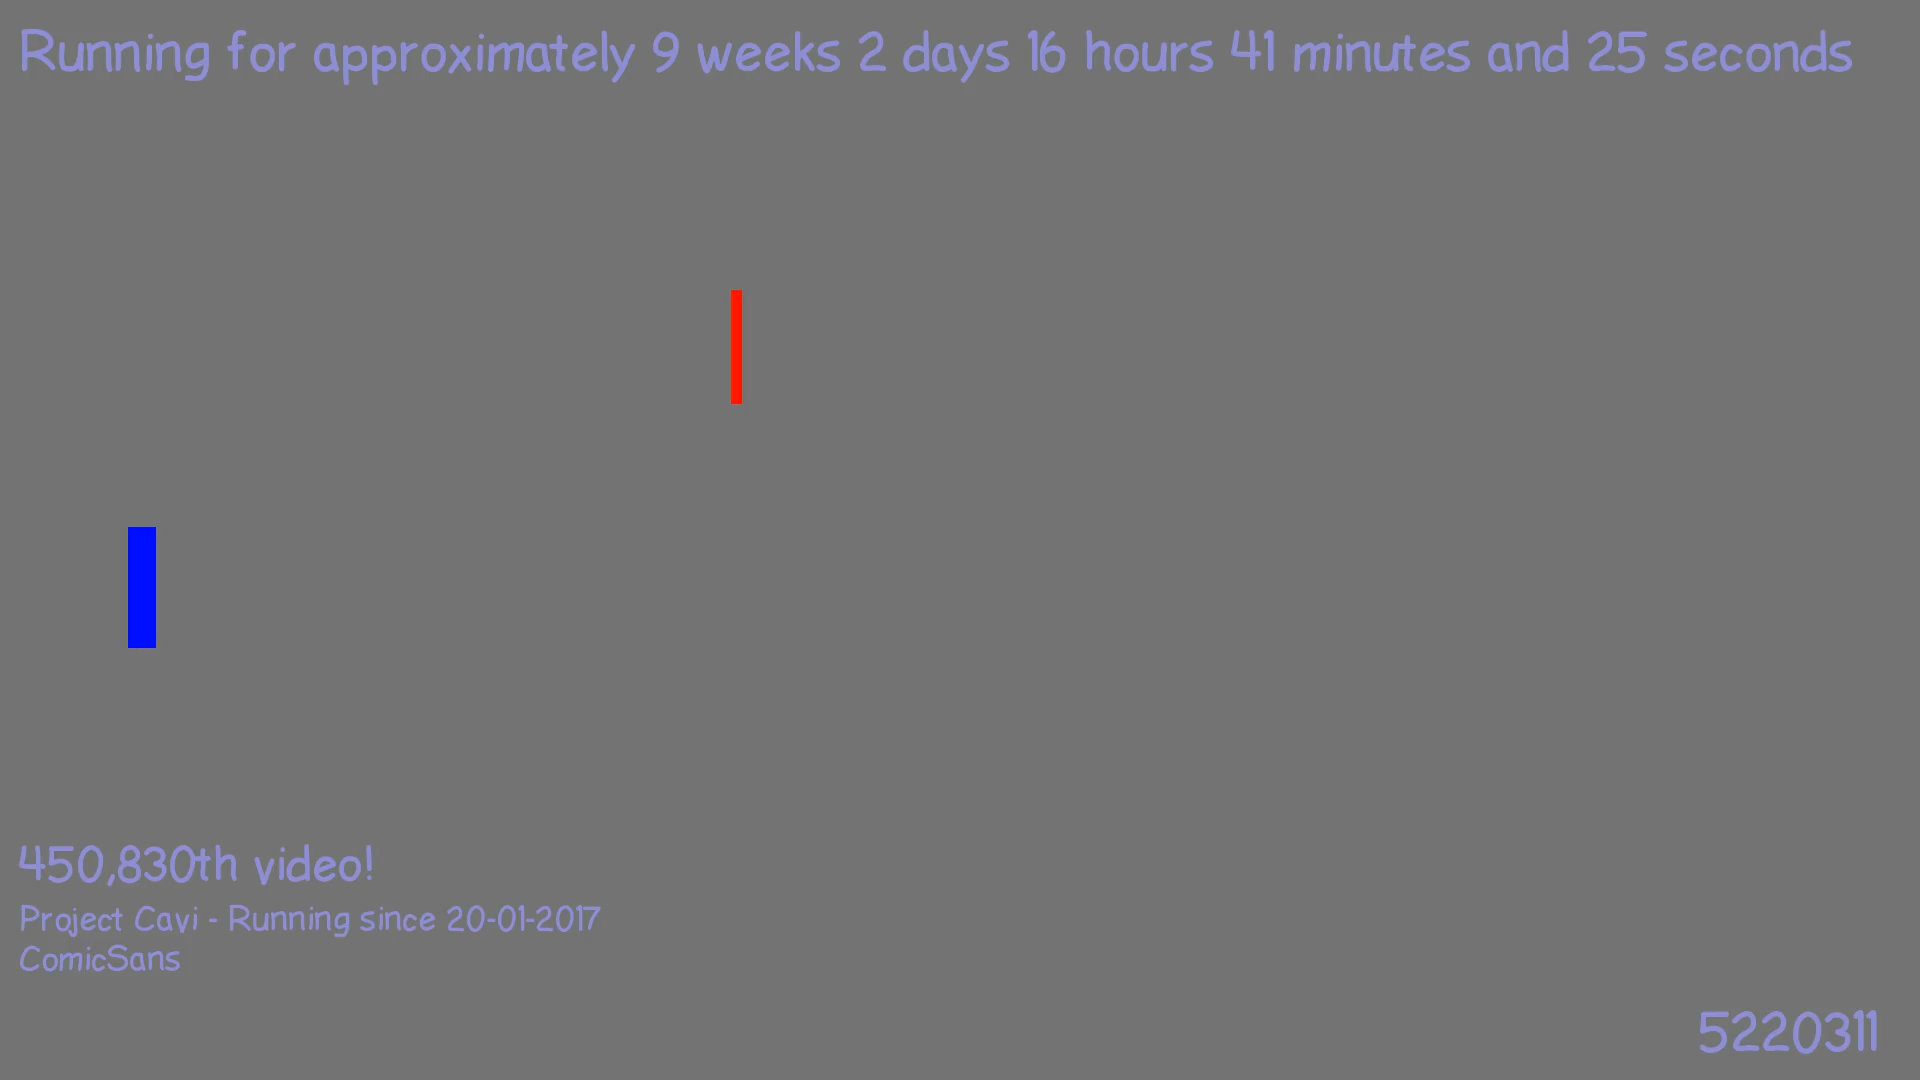 Running for approximately 9 weeks 2 days 16 hours 41 minutes and 25 seconds
450,830th video!
Project Cavi - Running since 20-01-2017
ComicSans
5220311